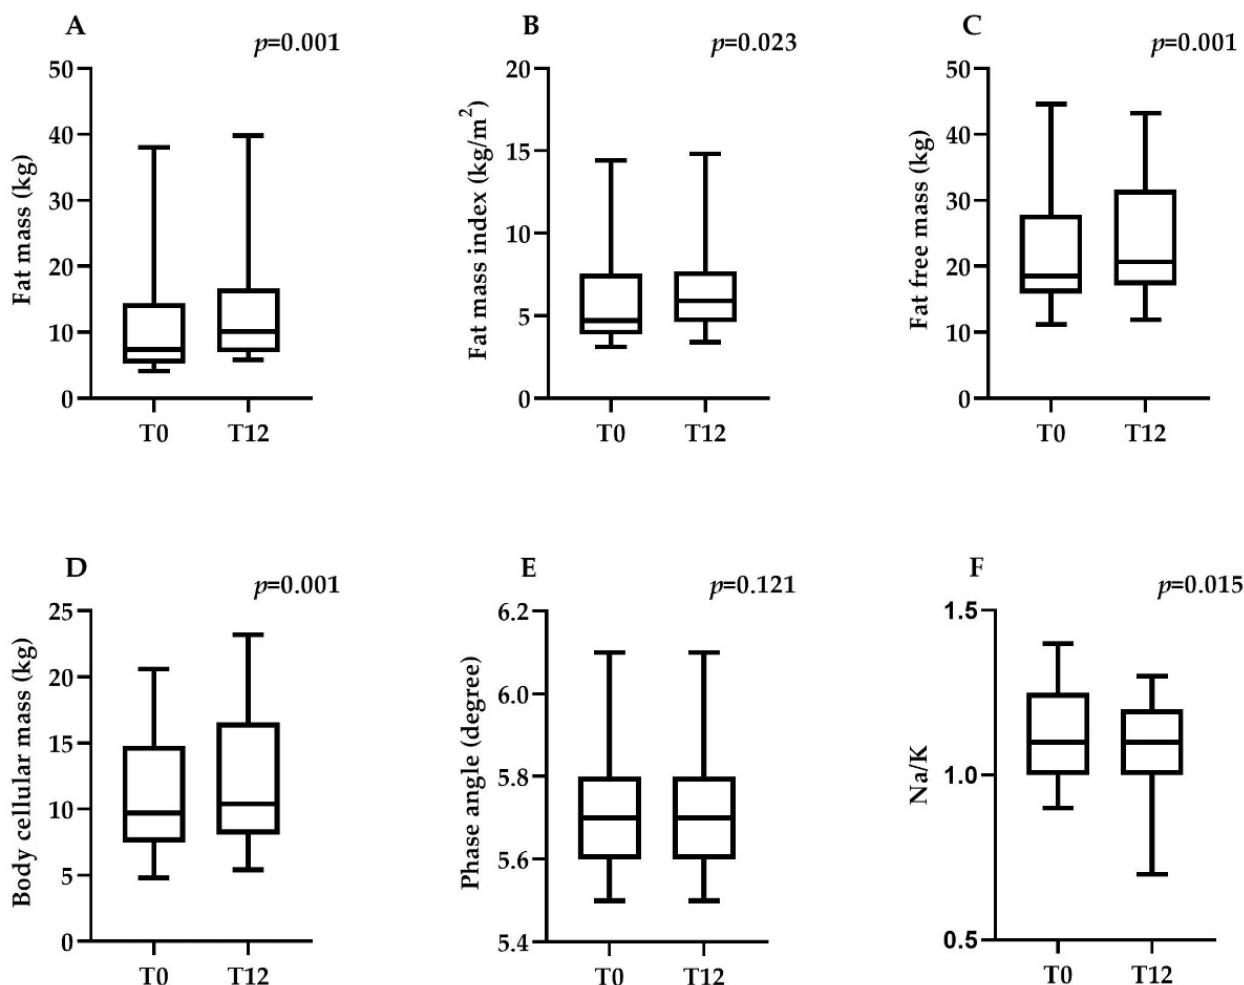 A
p=0.001
Fat mass (kg)
50
40
30
20
10
0
T0 T12
B
p=0.023
Fat mass index (kg/m²)
20
15
10
5
0
T0 T12
C
p=0.001
Fat free mass (kg)
50
40
30
20
10
0
T0 T12
D
p=0.001
Body cellular mass (kg)
25
20
15
10
5
0
T0 T12
E
p=0.121
Phase angle (degree)
6.2
6.0
5.8
5.6
5.4
T0 T12
F
p=0.015
Na/K
1.5
1.0
0.5
T0 T12